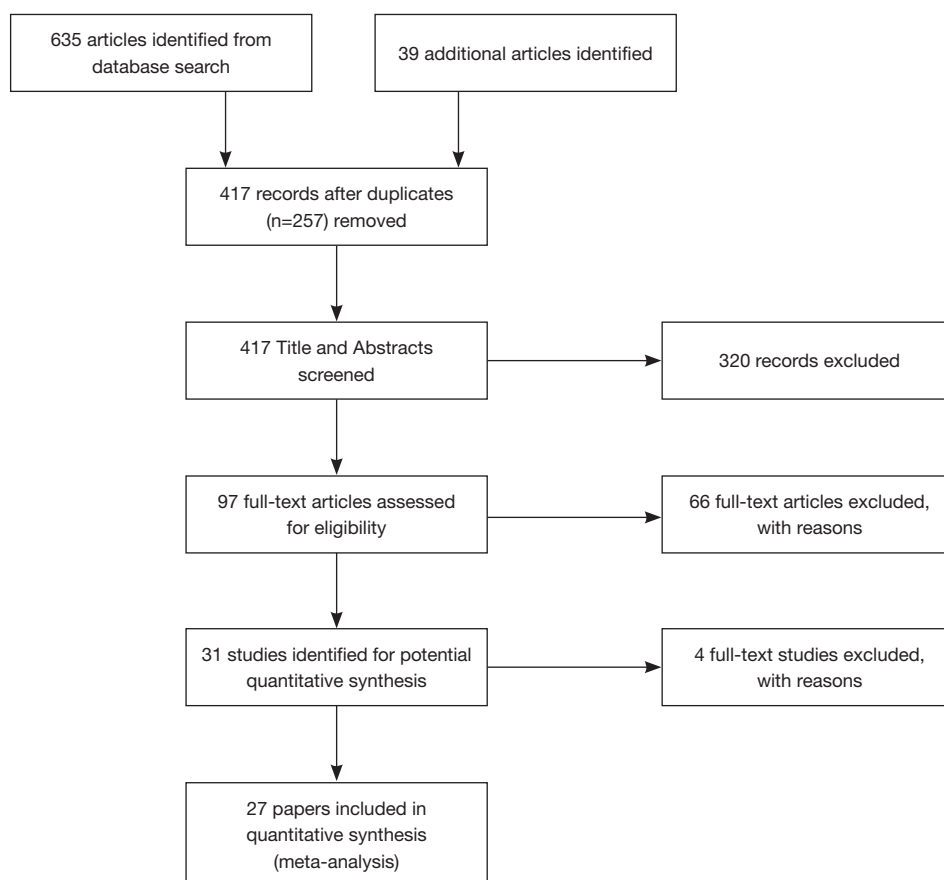 635 articles identified from
database search
39 additional articles identified
417 records after duplicates
(n=257) removed
417 Title and Abstracts
screened
320 records excluded
97 full-text articles assessed
for eligibility
66 full-text articles excluded,
with reasons
31 studies identified for potential
quantitative synthesis
4 full-text studies excluded,
with reasons
27 papers included in
quantitative synthesis
(meta-analysis)